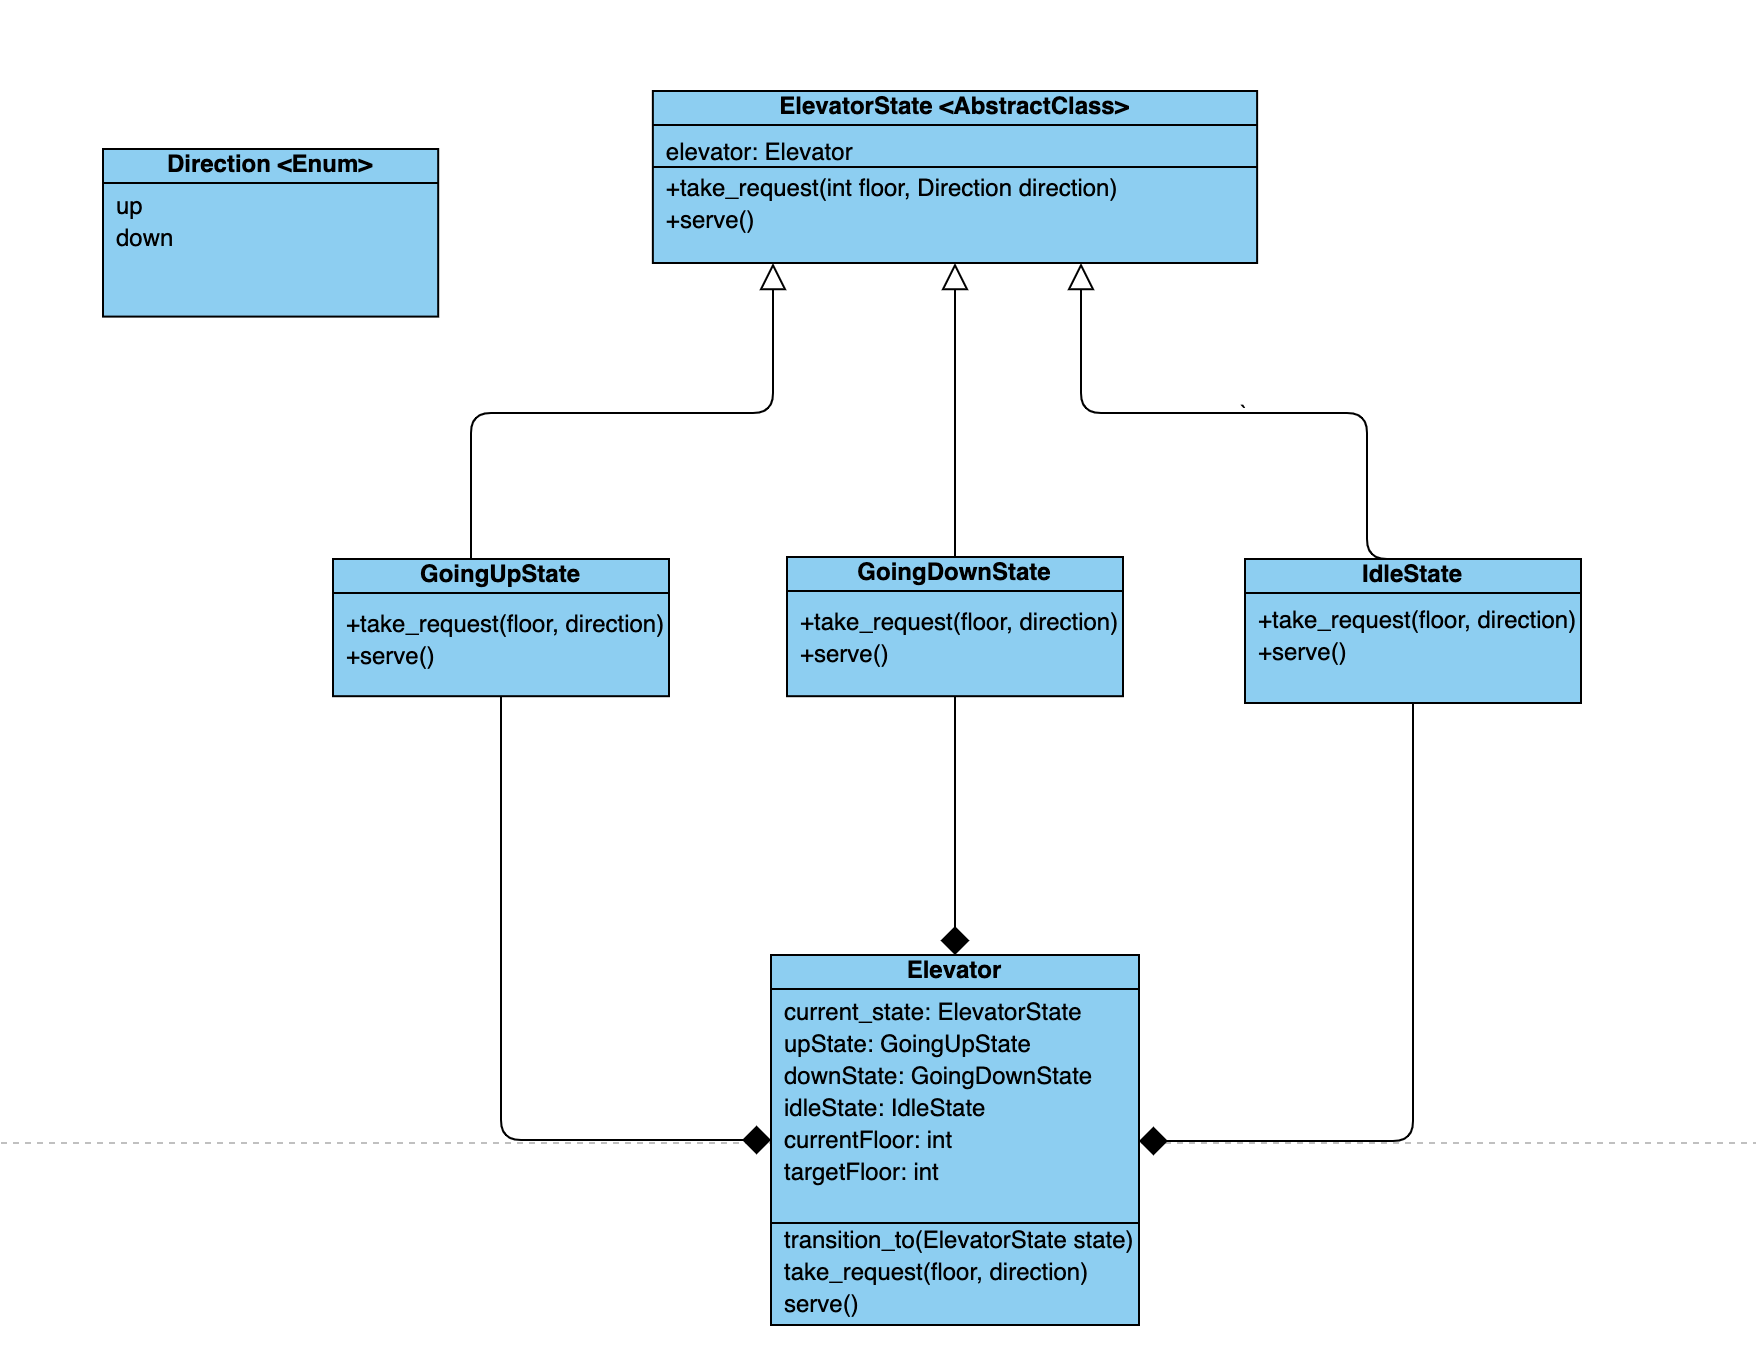 ElevatorState <AbstractClass>
elevator: Elevator
+take_request(int floor, Direction direction)
+serve()
Direction <Enum>
up
down
`
GoingUpState
+take_request(floor, direction)
+serve()
GoingDownState
+take_request(floor, direction)
+serve()
IdleState
+take_request(floor, direction)
+serve()
Elevator
current_state: ElevatorState
upState: GoingUpState
downState: GoingDownState
idleState: IdleState
currentFloor: int
targetFloor: int
transition_to(ElevatorState state)
take_request(floor, direction)
serve()